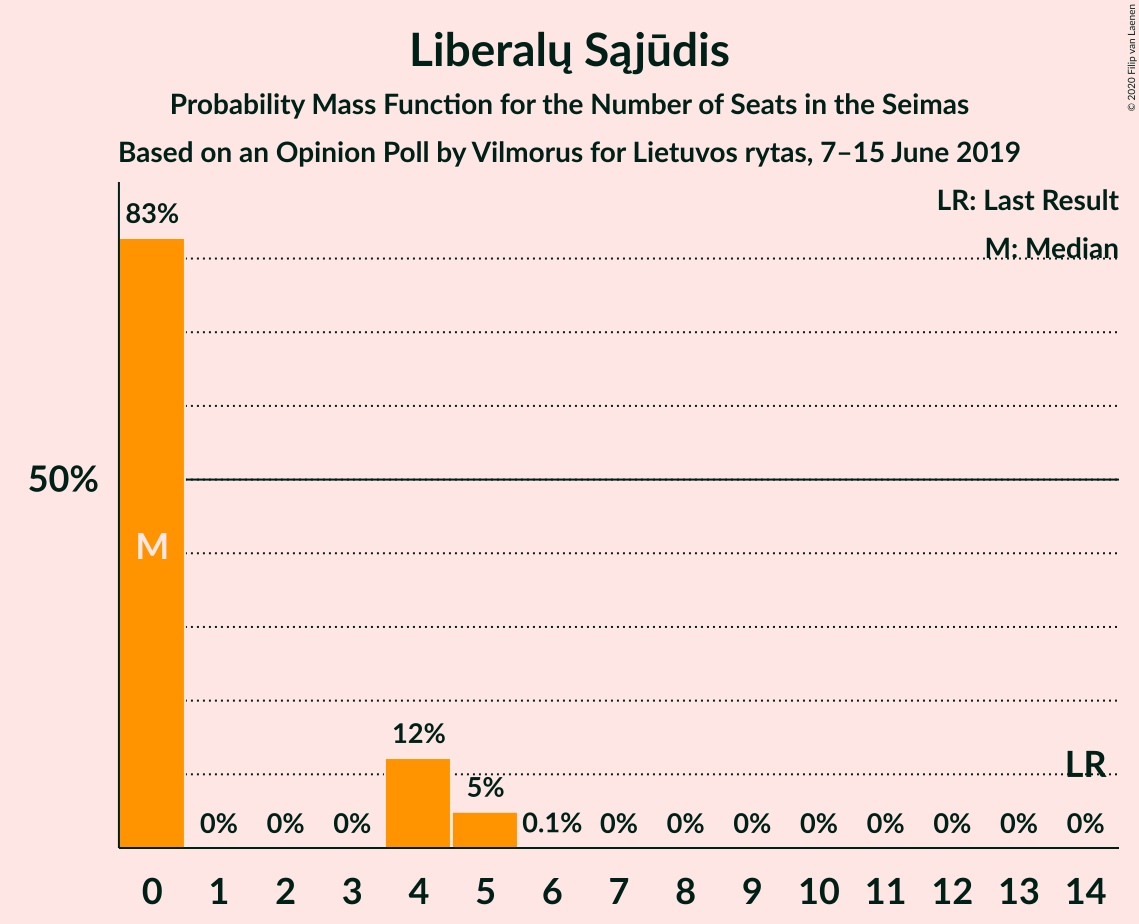 Liberalų Sąjūdis
Probability Mass Function for the Number of Seats in the Seimas
Based on an Opinion Poll by Vilmorus for Lietuvos rytas, 7–15 June 2019
© 2020 Filip van Laenen
LR: Last Result
M: Median
83%
50%
M
12%
LR
5%
0% 0% 0% 0.1% 0% 0% 0% 0% 0% 0% 0% 0%
0 1 2 3 4 5 6 7 8 9 10 11 12 13 14